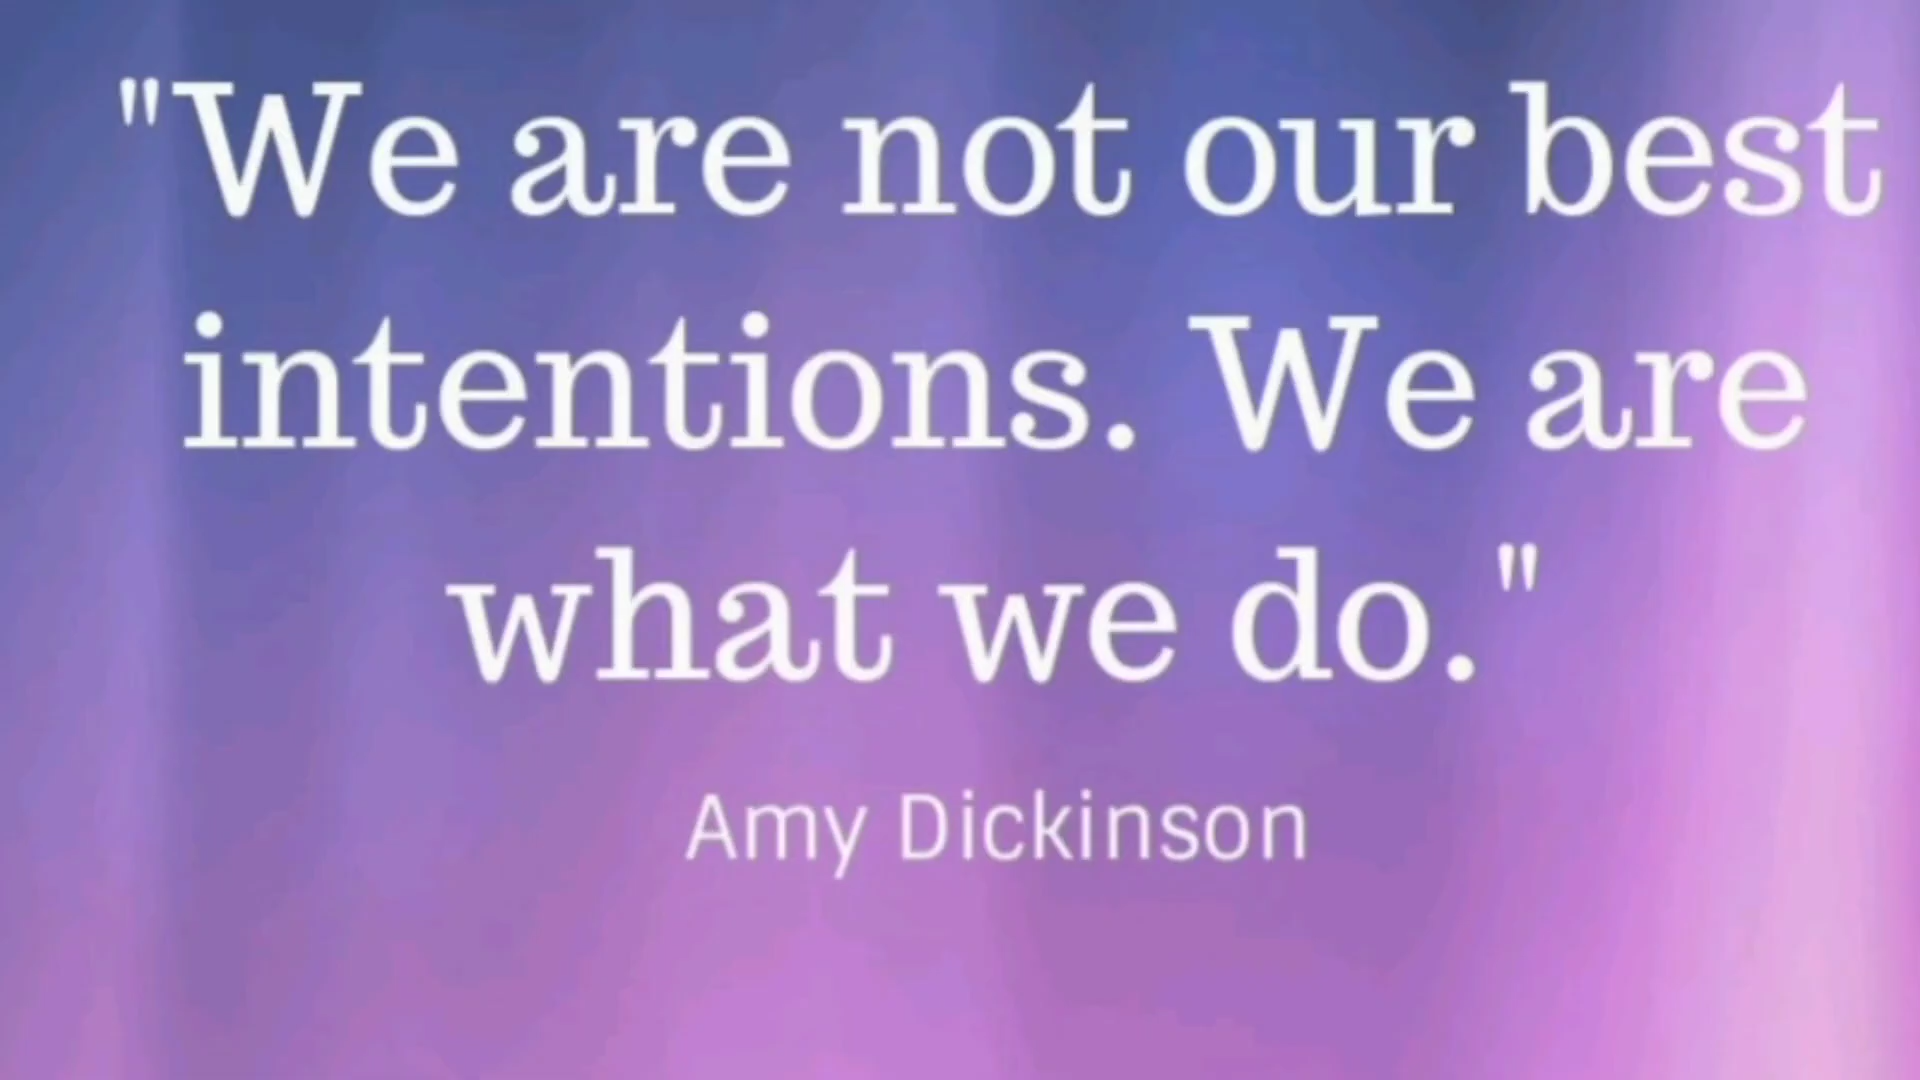 "We are not our best
intentions. We are
what we do."
Amy Dickinson